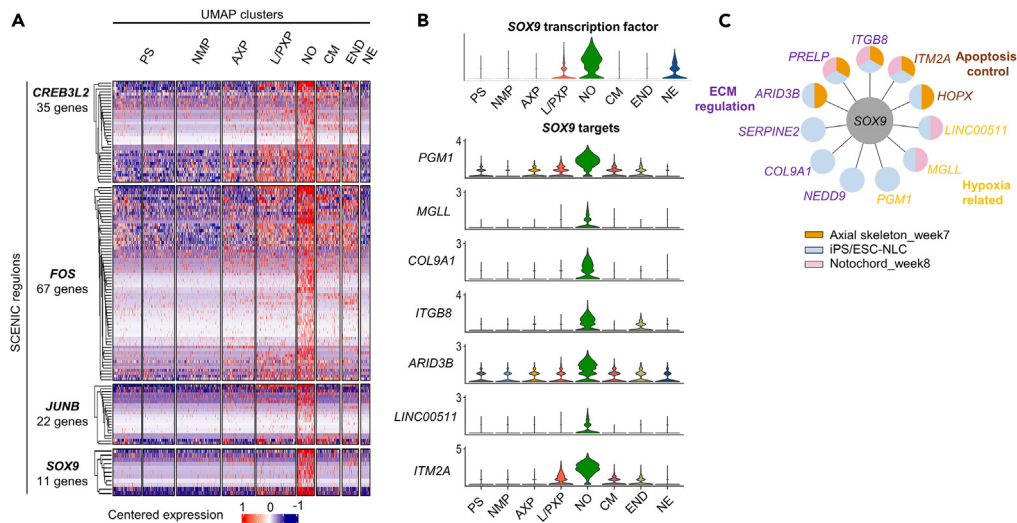 A
UMAP clusters
PS NMP AXP L/PXP NO CM END NE
SCENIC regulons
CREB3L2
35 genes
FOS
67 genes
JUNB
22 genes
SOX9
11 genes
Centered expression
1 0 -1
B
SOX9 transcription factor
PS NMP AXP L/PXP NO CM END NE
SOX9 targets
4
PGM1
3
MGLL
3
COL9A1
4
ITGB8
3
ARID3B
3
LINC00511
5
ITM2A
PS NMP AXP L/PXP NO CM END NE
C
ITGB8
PRELP
ITM2A
Apoptosis
control
ECM
regulation
ARID3B
HOPX
SOX9
SERPINE2
LINC00511
COL9A1
MGLL
NEDD9
PGM1
Hypoxia
related
Axial skeleton_week7
iPS/ESC-NLC
Notochord_week8